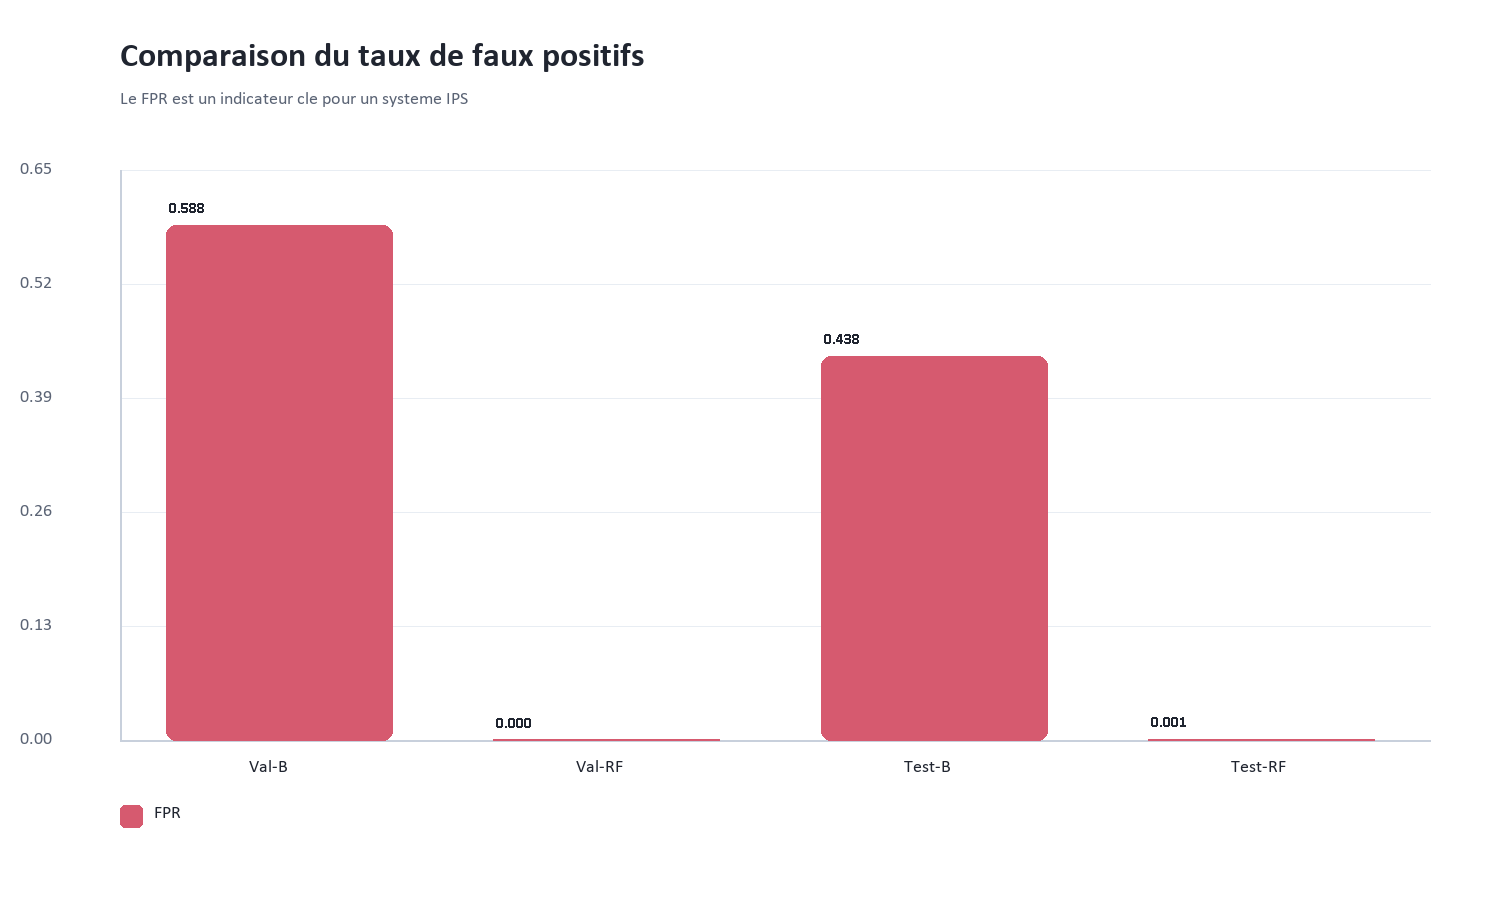 Comparaison du taux de faux positifs
Le FPR est un indicateur cle pour un systeme IPS
0.65
0.588
0.52
0.438
0.39
0.26
0.13
0.000
0.001
0.00
Val-B
Val-RF
Test-B
Test-RF
FPR